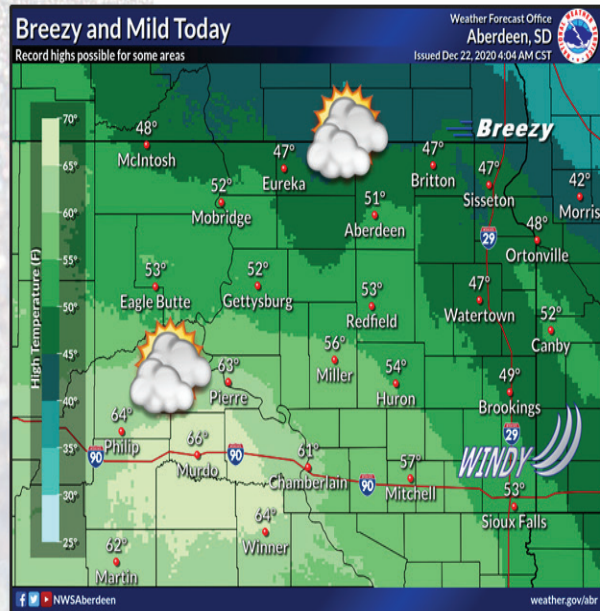 Breezy and Mild Today
Record highs possible for some areas
Weather Forecast Office
Aberdeen, SD
Issued Dec 22, 2020 4:04 AM CST
70°
65°
60°
55°
50°
45°
40°
35°
30°
25°
High Temperature (F)
48°
McIntosh
47°
Eureka
Breezy
47°
Britton
47°
Sisseton
42°
Morris
52°
Mobridge
51°
Aberdeen
29
48°
Ortonville
53°
Eagle Butte
52°
Gettysburg
53°
Redfield
47°
Watertown
52°
Canby
56°
Miller
54°
Huron
49°
Brookings
63°
Pierre
64°
Philip
66°
Murdo
90
90
61°
Chamberlain
90
57°
Mitchell
29
WINDY
53°
Sioux Falls
64°
Winner
62°
Martin
NWSAberdeen
weather.gov/abr